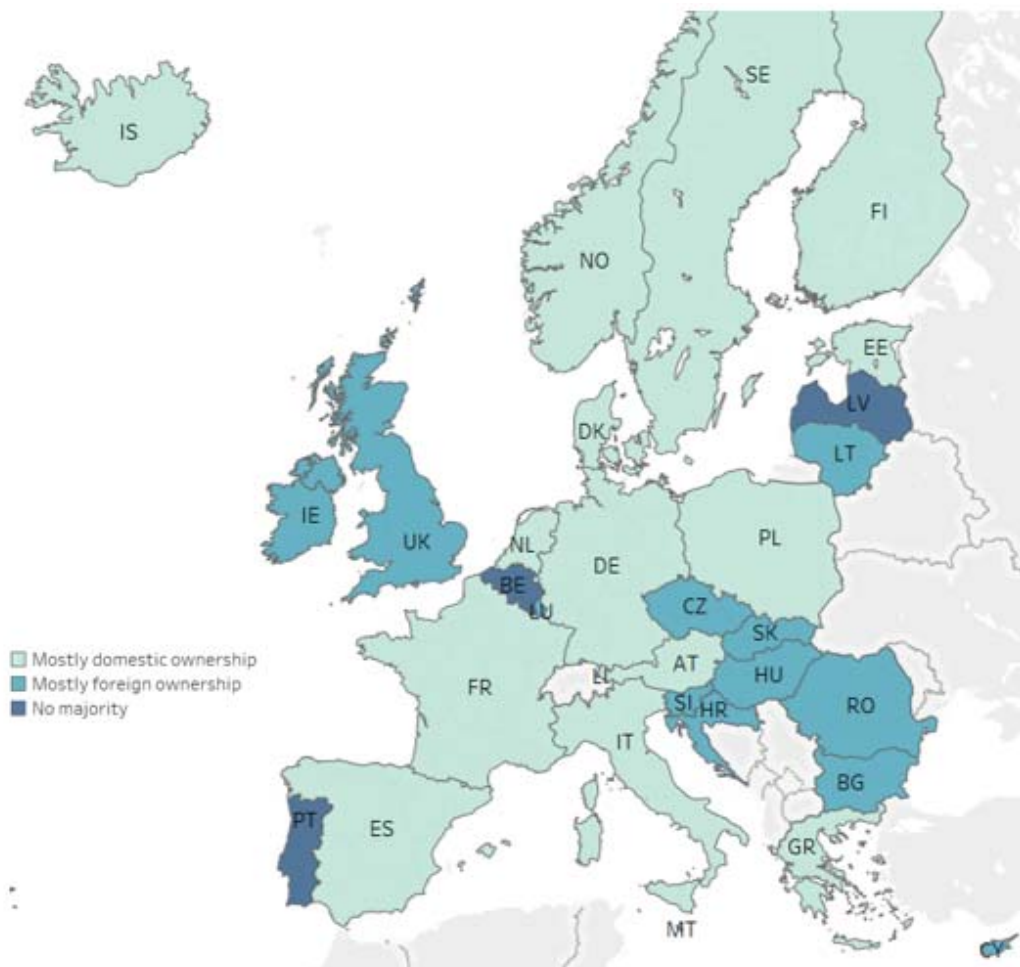 IS
SE
FI
NO
EE
LV
DK
LT
IE
UK
NL
PL
DE
BE
LU
CZ
SK
Mostly domestic ownership
Mostly foreign ownership
No majority
FR
LI
AT
HU
SI
HR
RO
IT
BG
PT
ES
GR
MT
CY